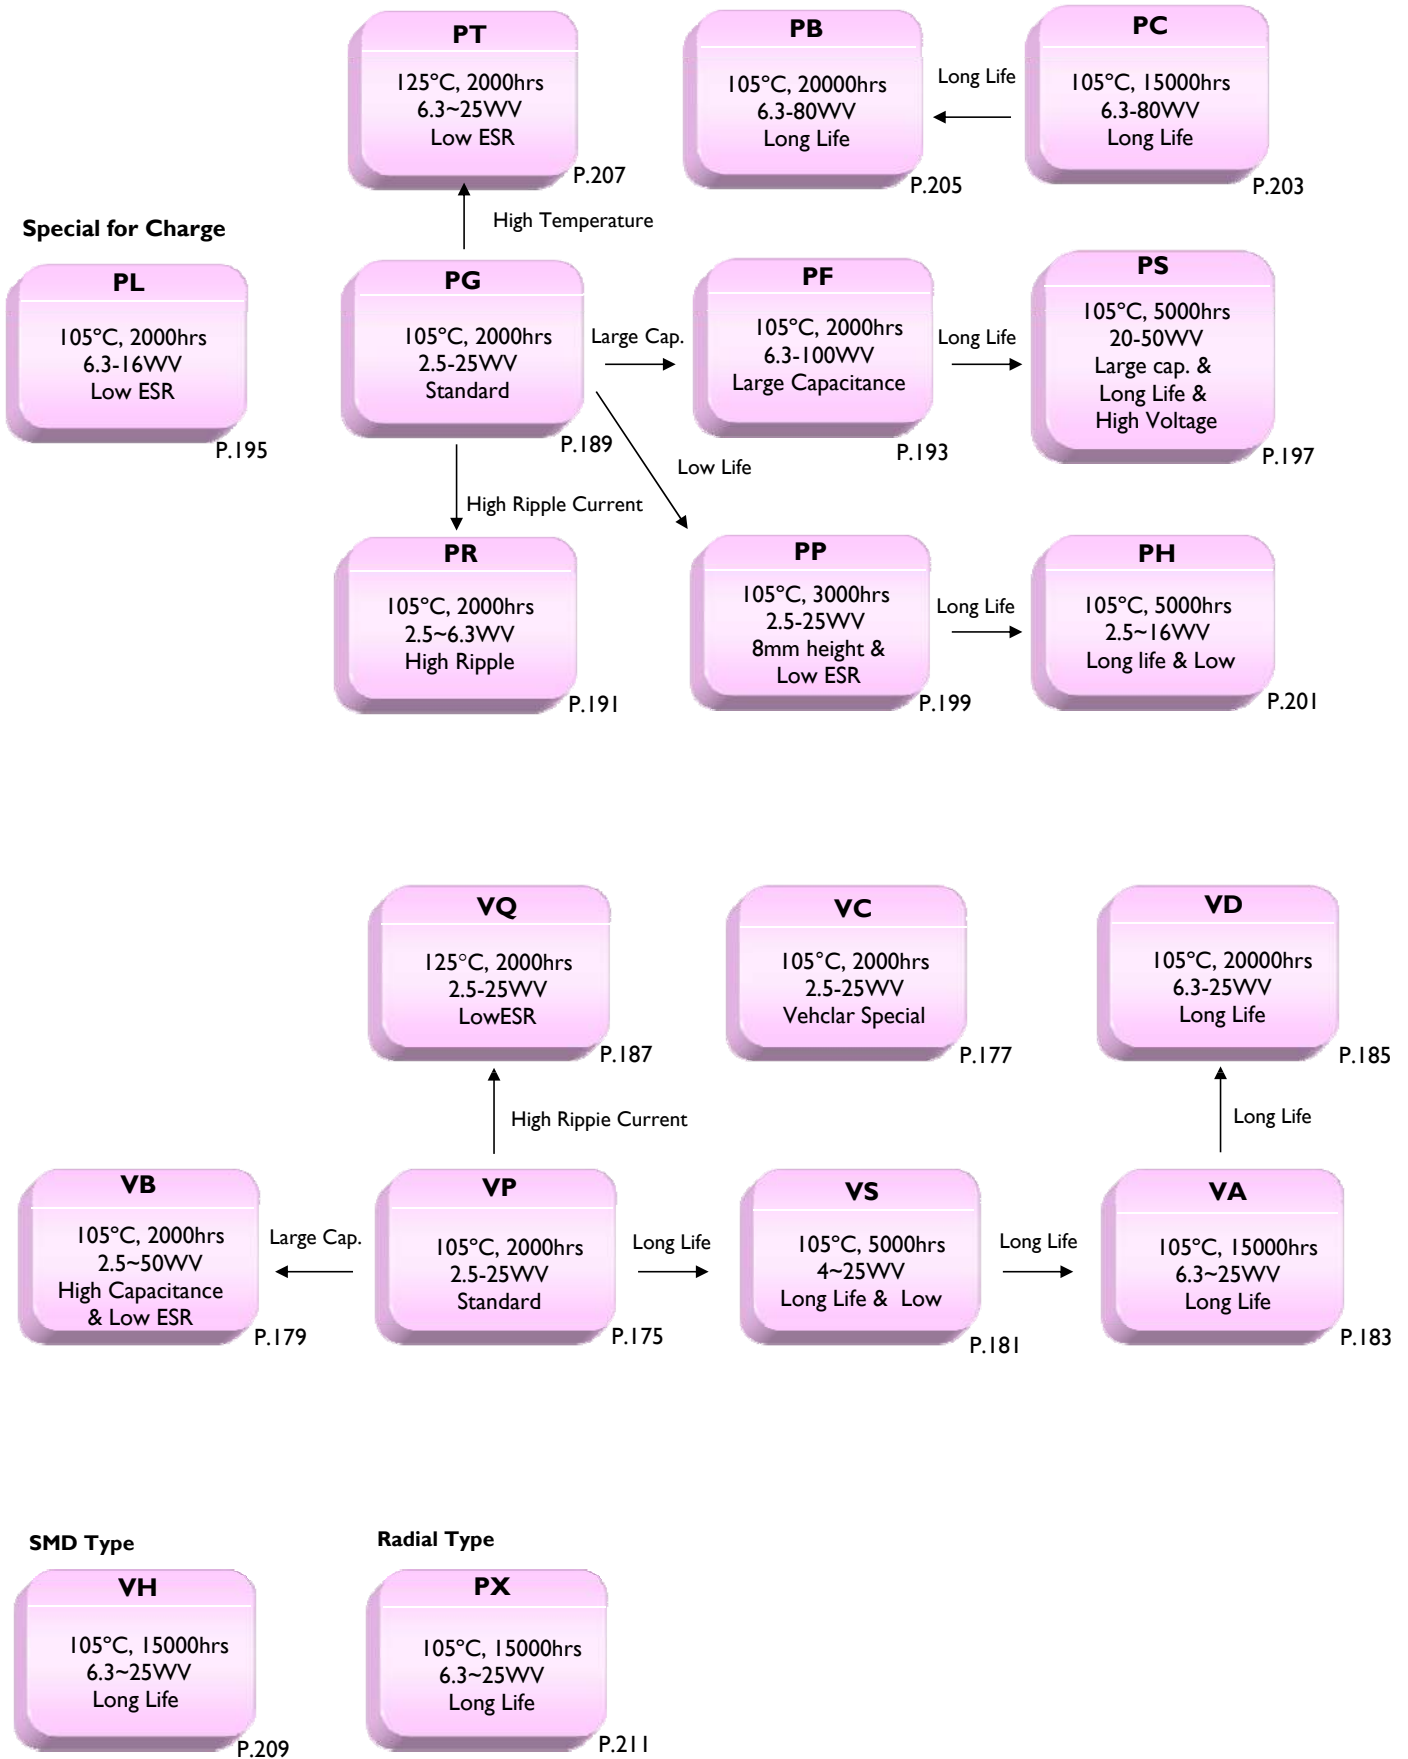 PT
125°C, 2000hrs
6.3~25WV
Low ESR
P.207
PB
105°C, 20000hrs
6.3-80WV
Long Life
P.205
Long Life
PC
105°C, 15000hrs
6.3-80WV
Long Life
P.203
High Temperature
Special for Charge
PL
105°C, 2000hrs
6.3-16WV
Low ESR
P.195
PG
105°C, 2000hrs
2.5-25WV
Standard
P.189
Large Cap.
PF
105°C, 2000hrs
6.3-100WV
Large Capacitance
P.193
Long Life
PS
105°C, 5000hrs
20-50WV
Large cap. &
Long Life &
High Voltage
P.197
Low Life
High Ripple Current
PR
105°C, 2000hrs
2.5~6.3WV
High Ripple
P.191
PP
105°C, 3000hrs
2.5-25WV
8mm height &
Low ESR
P.199
Long Life
PH
105°C, 5000hrs
2.5~16WV
Long life & Low
P.201
VQ
125°C, 2000hrs
2.5-25WV
LowESR
P.187
VC
105°C, 2000hrs
2.5-25WV
Vehclar Special
P.177
VD
105°C, 20000hrs
6.3-25WV
Long Life
P.185
High Rippie Current
Long Life
VB
105°C, 2000hrs
2.5~50WV
High Capacitance
& Low ESR
P.179
Large Cap.
VP
105°C, 2000hrs
2.5-25WV
Standard
P.175
Long Life
VS
105°C, 5000hrs
4~25WV
Long Life & Low
P.181
Long Life
VA
105°C, 15000hrs
6.3~25WV
Long Life
P.183
SMD Type
VH
105°C, 15000hrs
6.3~25WV
Long Life
P.209
Radial Type
PX
105°C, 15000hrs
6.3~25WV
Long Life
P.211